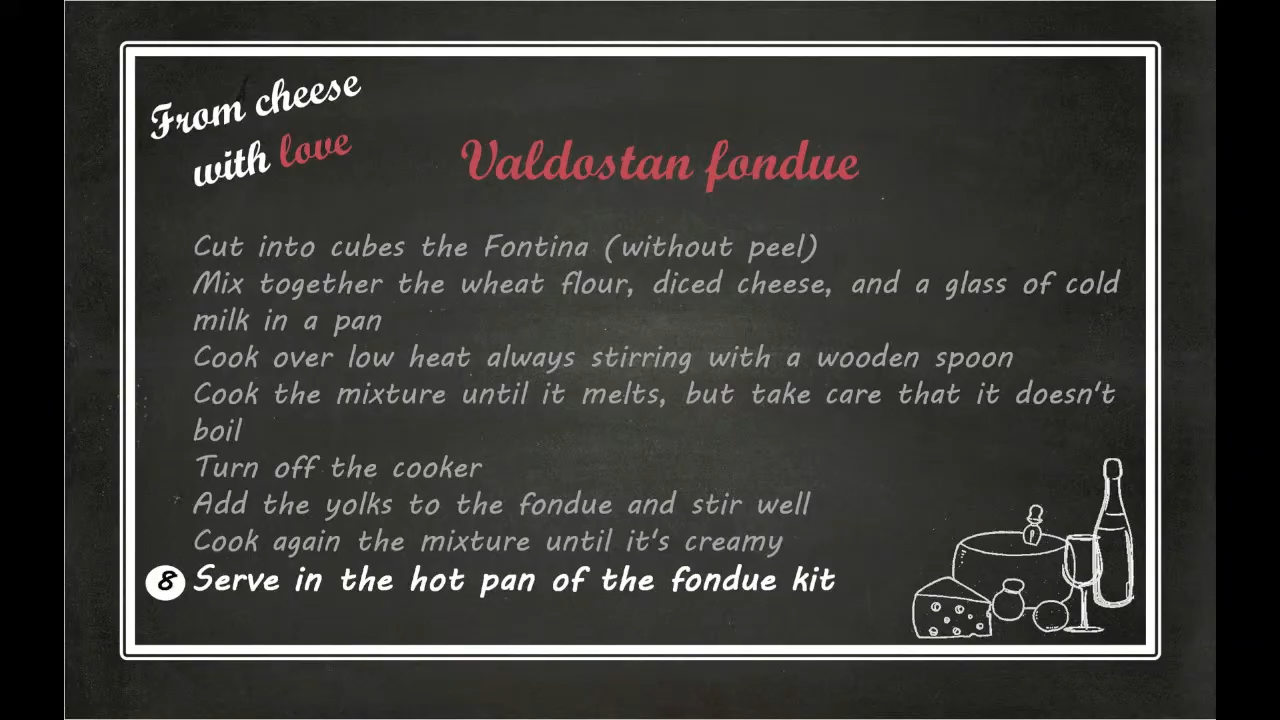 From cheese
with love
Valdostan fondue
Cut into cubes the Fontina (without peel)
Mix together the wheat flour, diced cheese, and a glass of cold
milk in a pan
Cook over low heat always stirring with a wooden spoon
Cook the mixture until it melts, but take care that it doesn't
boil
Turn off the cooker
Add the yolks to the fondue and stir well
Cook again the mixture until it's creamy
8 Serve in the hot pan of the fondue kit